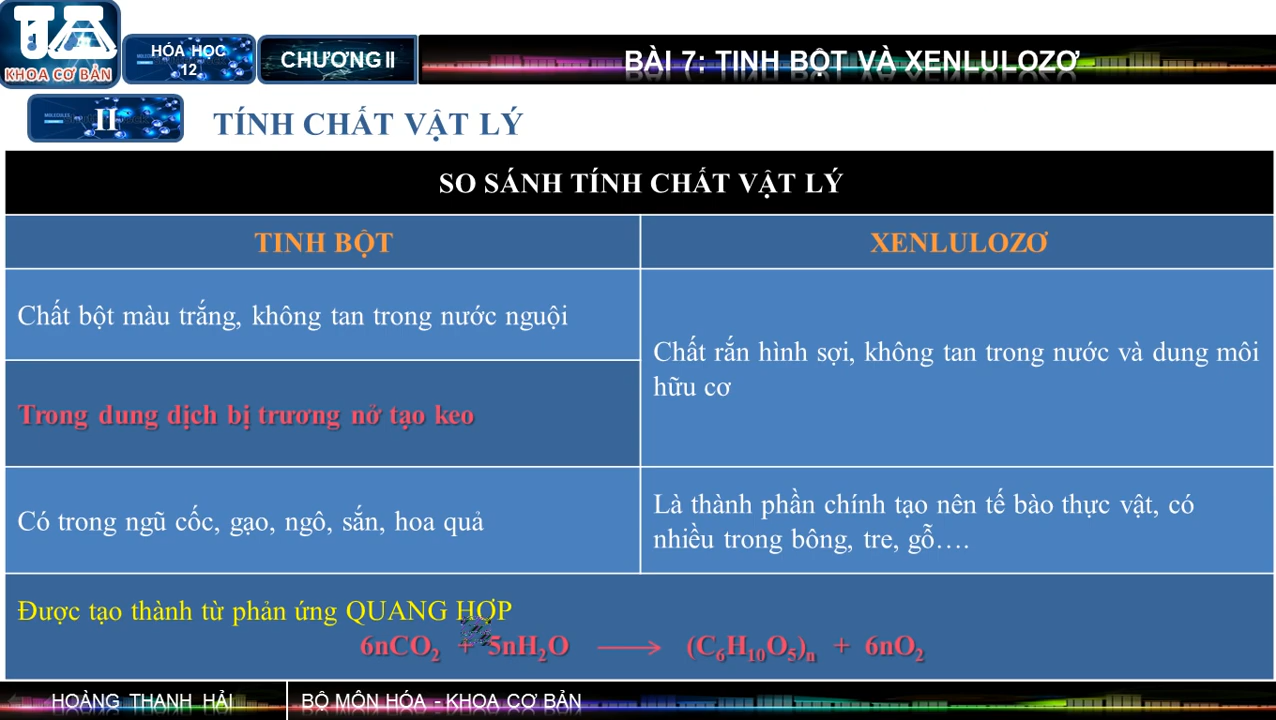 KHOA CƠ BẢN
HÓA HỌC
12
CHƯƠNG II
BÀI 7: TINH BỘT VÀ XENLULOZƠ
II
TÍNH CHẤT VẬT LÝ
SO SÁNH TÍNH CHẤT VẬT LÝ
TINH BỘT
XENLULOZƠ
Chất bột màu trắng, không tan trong nước nguội
Chất rắn hình sợi, không tan trong nước và dung môi
hữu cơ
Trong dung dịch bị trương nở tạo keo
Có trong ngũ cốc, gạo, ngô, sắn, hoa quả
Là thành phần chính tạo nên tế bào thực vật, có
nhiều trong bông, tre, gỗ….
Được tạo thành từ phản ứng QUANG HỢP
6nCO₂ + 5nH₂O ⟶ (C₆H₁₀O₅)ₙ + 6nO₂
HOÀNG THANH HẢI
BỘ MÔN HÓA - KHOA CƠ BẢN